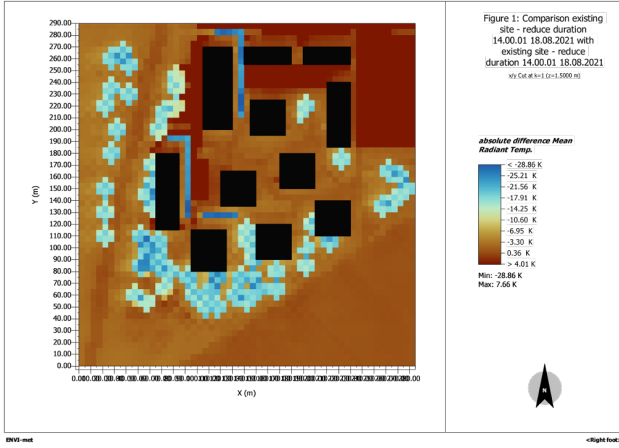 Figure 1: Comparison existing
site - reduce duration
14.00.01 18.08.2021 with
existing site - reduce
duration 14.00.01 18.08.2021
x/y Cut at k=1 (z=1.5000 m)
290.00
280.00
270.00
260.00
250.00
240.00
230.00
220.00
210.00
200.00
190.00
180.00
170.00
160.00
150.00
140.00
130.00
120.00
110.00
100.00
90.00
80.00
70.00
60.00
50.00
40.00
30.00
20.00
10.00
0.00
Y (m)
X (m)
absolute difference Mean
Radiant Temp.
< -28.86 K
-25.21 K
-21.56 K
-17.91 K
-14.25 K
-10.60 K
-6.95 K
-3.30 K
0.36 K
> 4.01 K
Min: -28.86 K
Max: 7.66 K
N
ENVI-met
<Right foot: